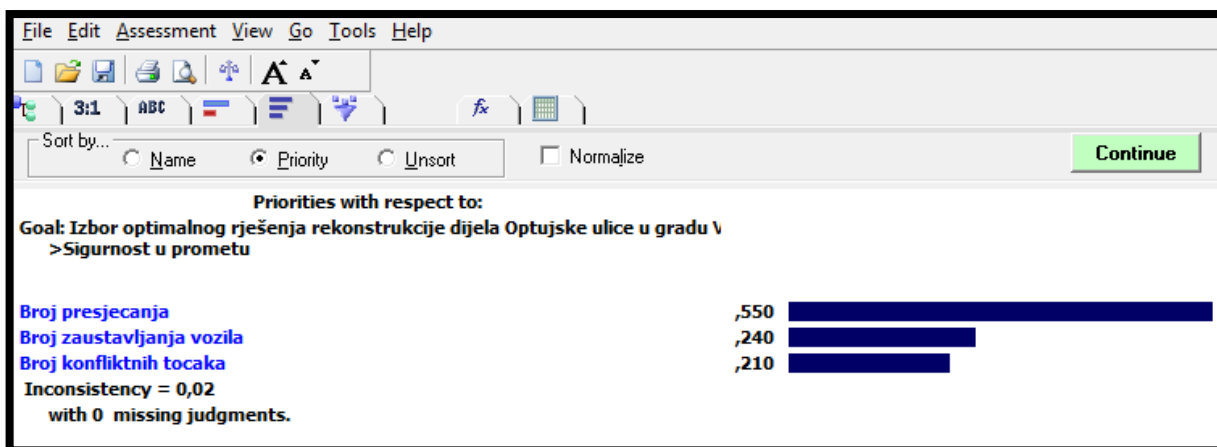 File Edit Assessment View Go Tools Help
A A
3:1 ABC fx
Sort by... Name Priority Unsort Normalize Continue
Priorities with respect to:
Goal: Izbor optimalnog rješenja rekonstrukcije dijela Optujske ulice u gradu V
>Sigurnost u prometu
Broj presjecanja ,550
Broj zaustavljanja vozila ,240
Broj konfliktnih tocaka ,210
Inconsistency = 0,02
with 0 missing judgments.